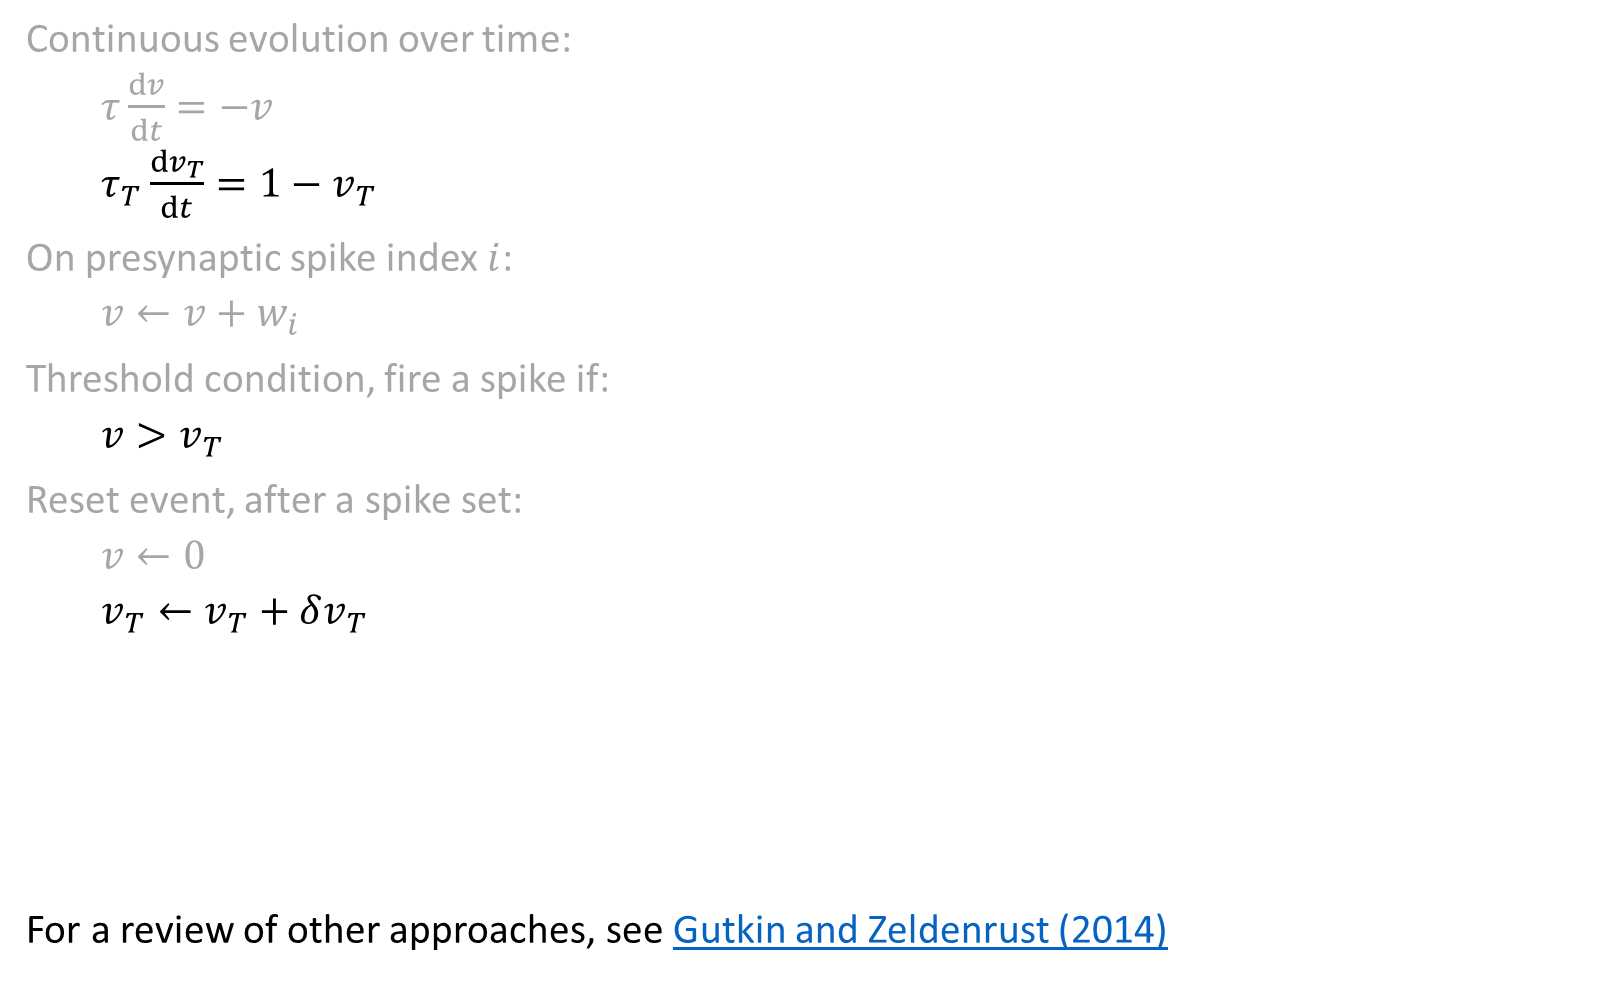 Continuous evolution over time:
τ dv/dt = −v
τ_T dv_T/dt = 1 − v_T
On presynaptic spike index i:
v ← v + w_i
Threshold condition, fire a spike if:
v > v_T
Reset event, after a spike set:
v ← 0
v_T ← v_T + δv_T
For a review of other approaches, see Gutkin and Zeldenrust (2014)